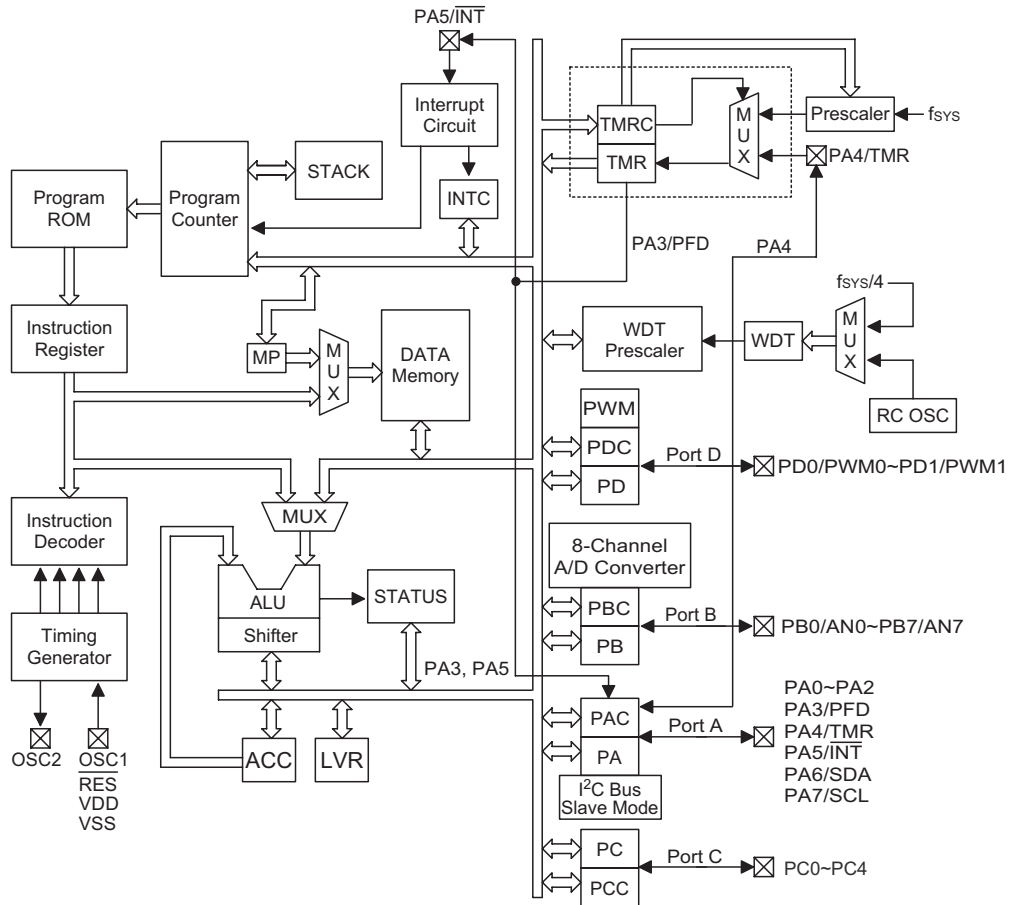 PA5/INT
Interrupt
Circuit
STACK
INTC
Program
ROM
Program
Counter
TMRC
TMR
MUX
Prescaler
fSYS
PA4/TMR
PA3/PFD
PA4
fSYS/4
Instruction
Register
MP
MUX
DATA
Memory
WDT
Prescaler
WDT
MUX
RC OSC
PWM
PDC
PD
Port D
PD0/PWM0~PD1/PWM1
Instruction
Decoder
MUX
ALU
Shifter
STATUS
8-Channel
A/D Converter
PBC
PB
Port B
PB0/AN0~PB7/AN7
Timing
Generator
PA3, PA5
PAC
PA
Port A
I²C Bus
Slave Mode
PA0~PA2
PA3/PFD
PA4/TMR
PA5/INT
PA6/SDA
PA7/SCL
OSC2
OSC1
RES
VDD
VSS
ACC
LVR
PC
PCC
Port C
PC0~PC4